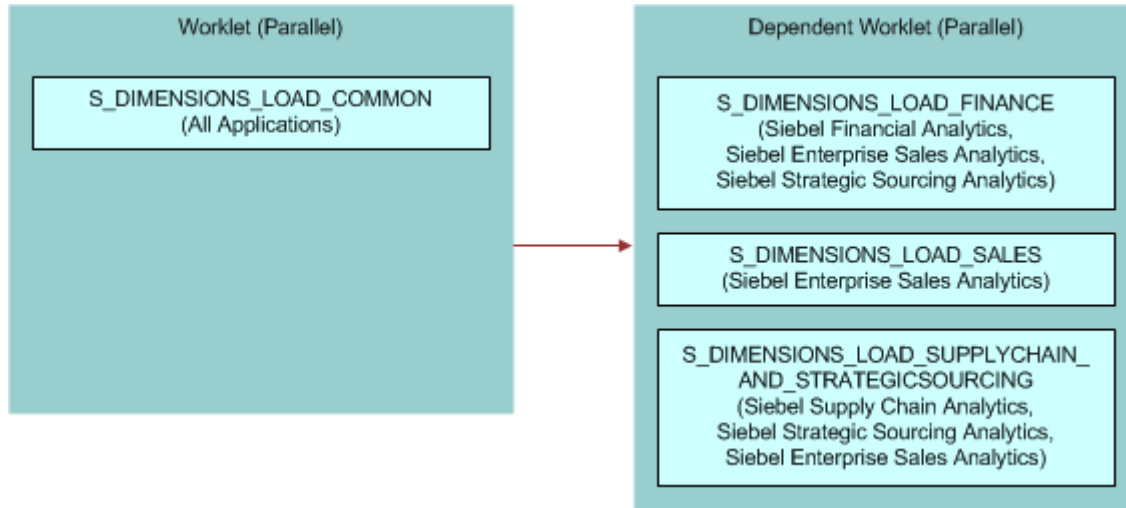 Worklet (Parallel)
S_DIMENSIONS_LOAD_COMMON
(All Applications)
Dependent Worklet (Parallel)
S_DIMENSIONS_LOAD_FINANCE
(Siebel Financial Analytics,
Siebel Enterprise Sales Analytics,
Siebel Strategic Sourcing Analytics)
S_DIMENSIONS_LOAD_SALES
(Siebel Enterprise Sales Analytics)
S_DIMENSIONS_LOAD_SUPPLYCHAIN_
AND_STRATEGICSOURCING
(Siebel Supply Chain Analytics,
Siebel Strategic Sourcing Analytics,
Siebel Enterprise Sales Analytics)